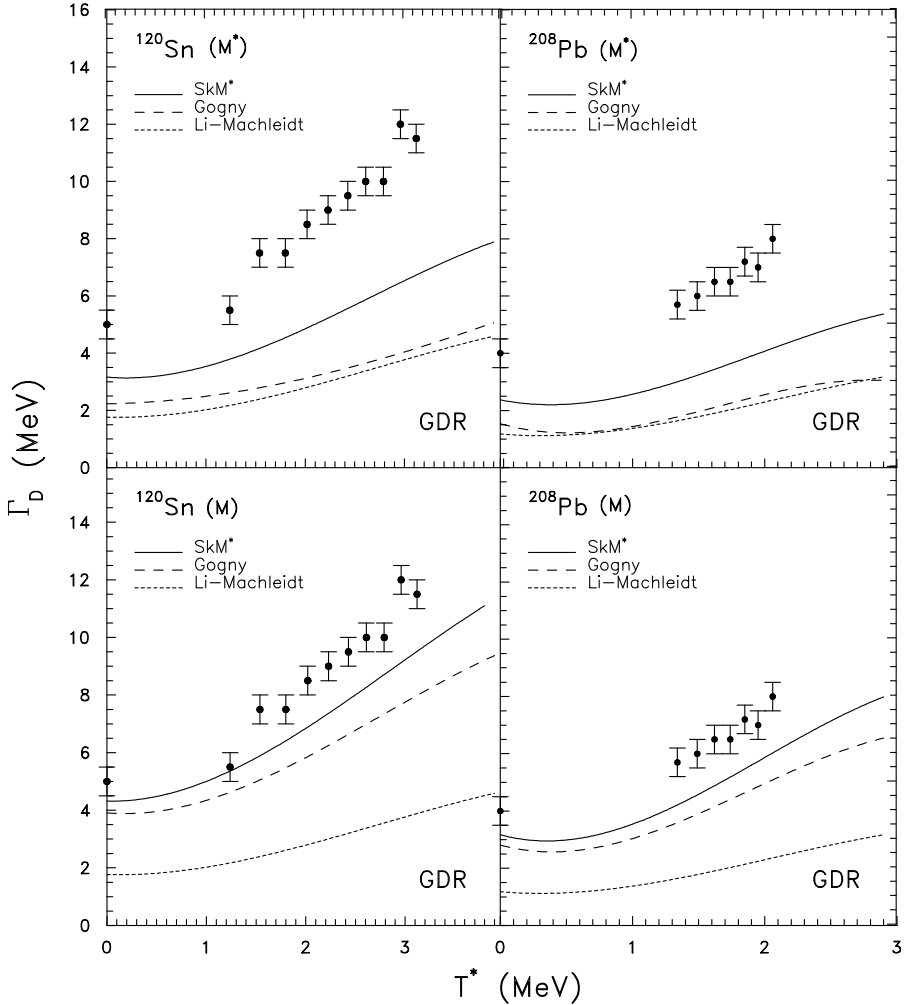 16
14
12
10
8
6
4
2
0
¹²⁰Sn (M*)
SkM*
Gogny
Li−Machleidt
GDR
²⁰⁸Pb (M*)
SkM*
Gogny
Li−Machleidt
GDR
Γ_D (MeV)
14
12
10
8
6
4
2
0
¹²⁰Sn (M)
SkM*
Gogny
Li−Machleidt
GDR
²⁰⁸Pb (M)
SkM*
Gogny
Li−Machleidt
GDR
0 1 2 3 0 1 2 3
T* (MeV)